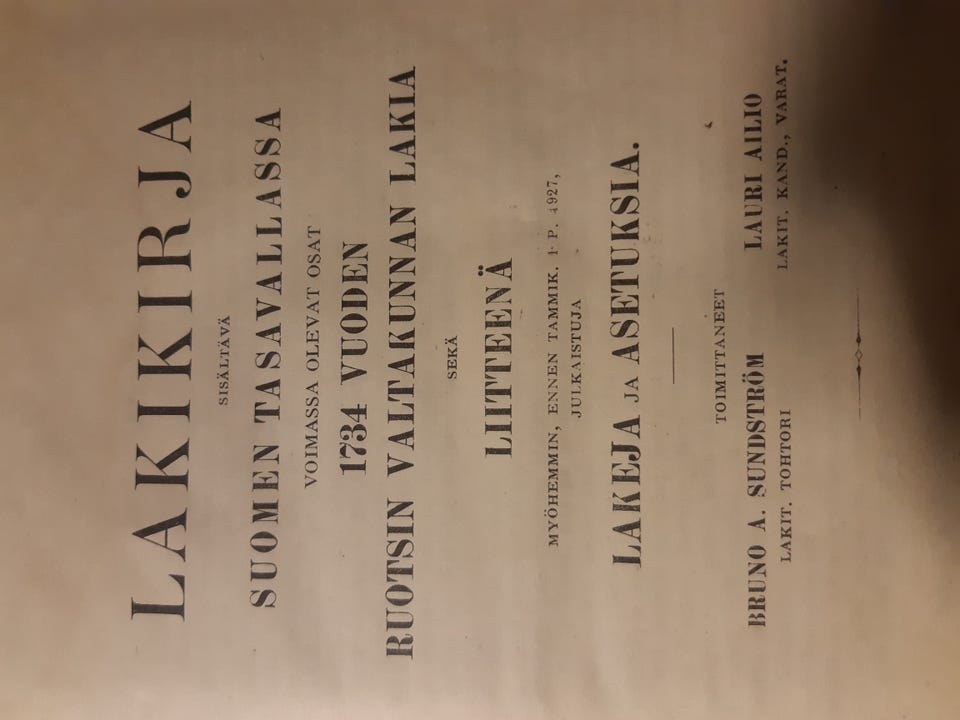 LAKIKIRJA
SISÄLTÄVÄ
SUOMEN TASAVALLASSA
VOIMASSA OLEVAT OSAT
1734 VUODEN
RUOTSIN VALTAKUNNAN LAKIA
SEKÄ
LIITTEENÄ
MYÖHEMMIN, ENNEN TAMMIK. 1 P. 1927,
JULKAISTUJA
LAKEJA JA ASETUKSIA.
TOIMITTANEET
BRUNO A. SUNDSTRÖM LAURI AILIO
LAKIT. TOHTORI LAKIT. KAND., VARAT.